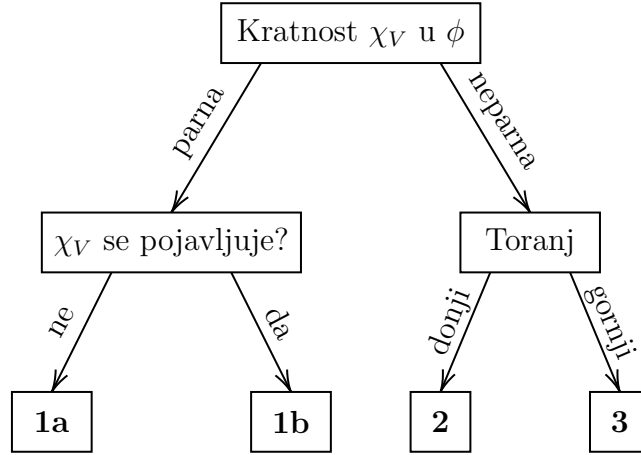 Kratnost χ_V u ϕ
parna
neparna
χ_V se pojavljuje?
Toranj
ne
da
donji
gornji
1a
1b
2
3